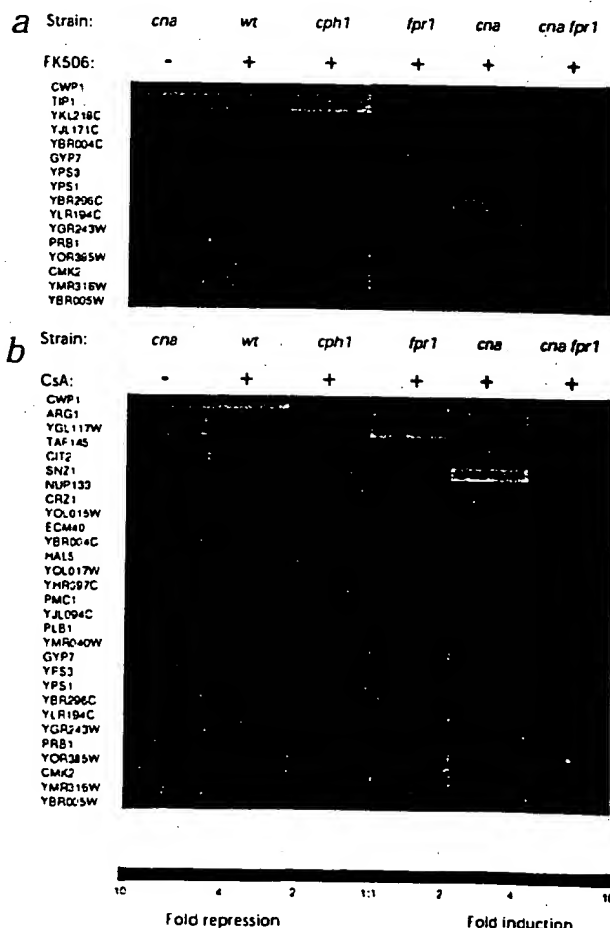 a Strain: cna wt cph1 fpr1 cna cna fpr1
FK506: - + + + + +
CWP1
TIP1
YKL218C
YJL171C
YBR004C
GYP7
YPS3
YPS1
YBR296C
YLR194C
YGR243W
PRB1
YOR385W
CMK2
YMR316W
YBR005W
b Strain: cna wt cph1 fpr1 cna cna fpr1
CsA: - + + + + +
CWP1
ARG1
YGL117W
TAF145
CIT2
SNZ1
NUP133
CRZ1
YOL015W
ECM40
YBR004C
HAL5
YOL017W
YHR097C
PMC1
YJL094C
PLB1
YMR040W
GYP7
YPS3
YPS1
YBR296C
YLR194C
YGR243W
PRB1
YOR385W
CMK2
YMR316W
YBR005W
10 4 2 1:1 2 4 10
Fold repression Fold induction